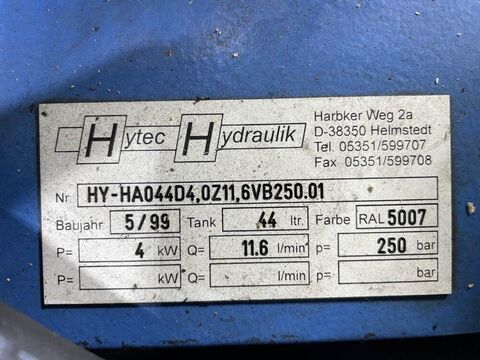 Hytec Hydraulik
Harbker Weg 2a
D-38350 Helmstedt
Tel. 05351/599707
Fax 05351/599708
Nr HY-HA044D4,0Z11,6VB250.01
Baujahr 5/99 Tank 44 ltr. Farbe RAL 5007
P= 4 kW Q= 11.6 l/min p= 250 bar
P= kW Q= l/min p= bar